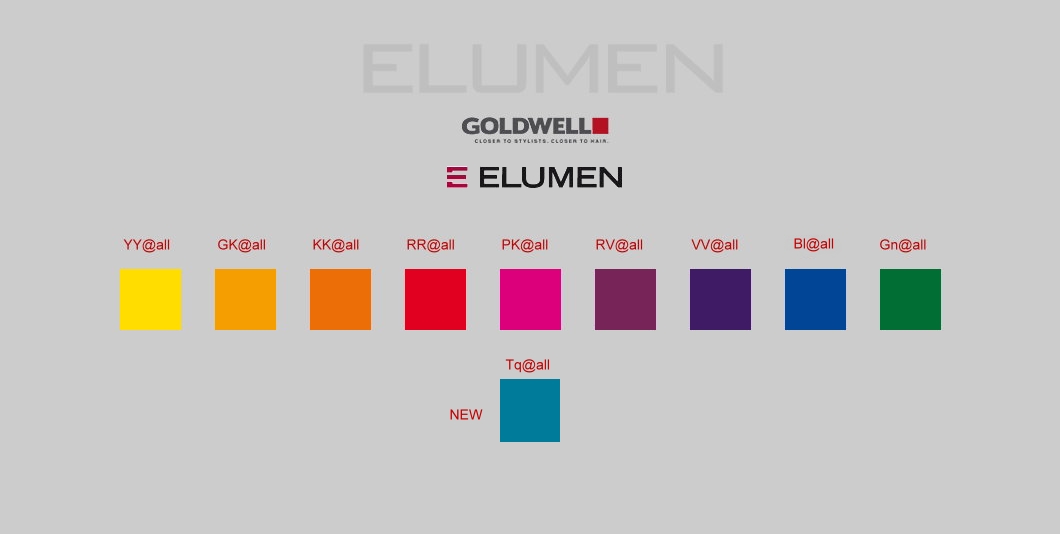 ELUMEN
GOLDWELL
CLOSER TO STYLISTS. CLOSER TO HAIR.
ELUMEN
YY@all GK@all KK@all RR@all PK@all RV@all VV@all Bl@all Gn@all
Tq@all
NEW